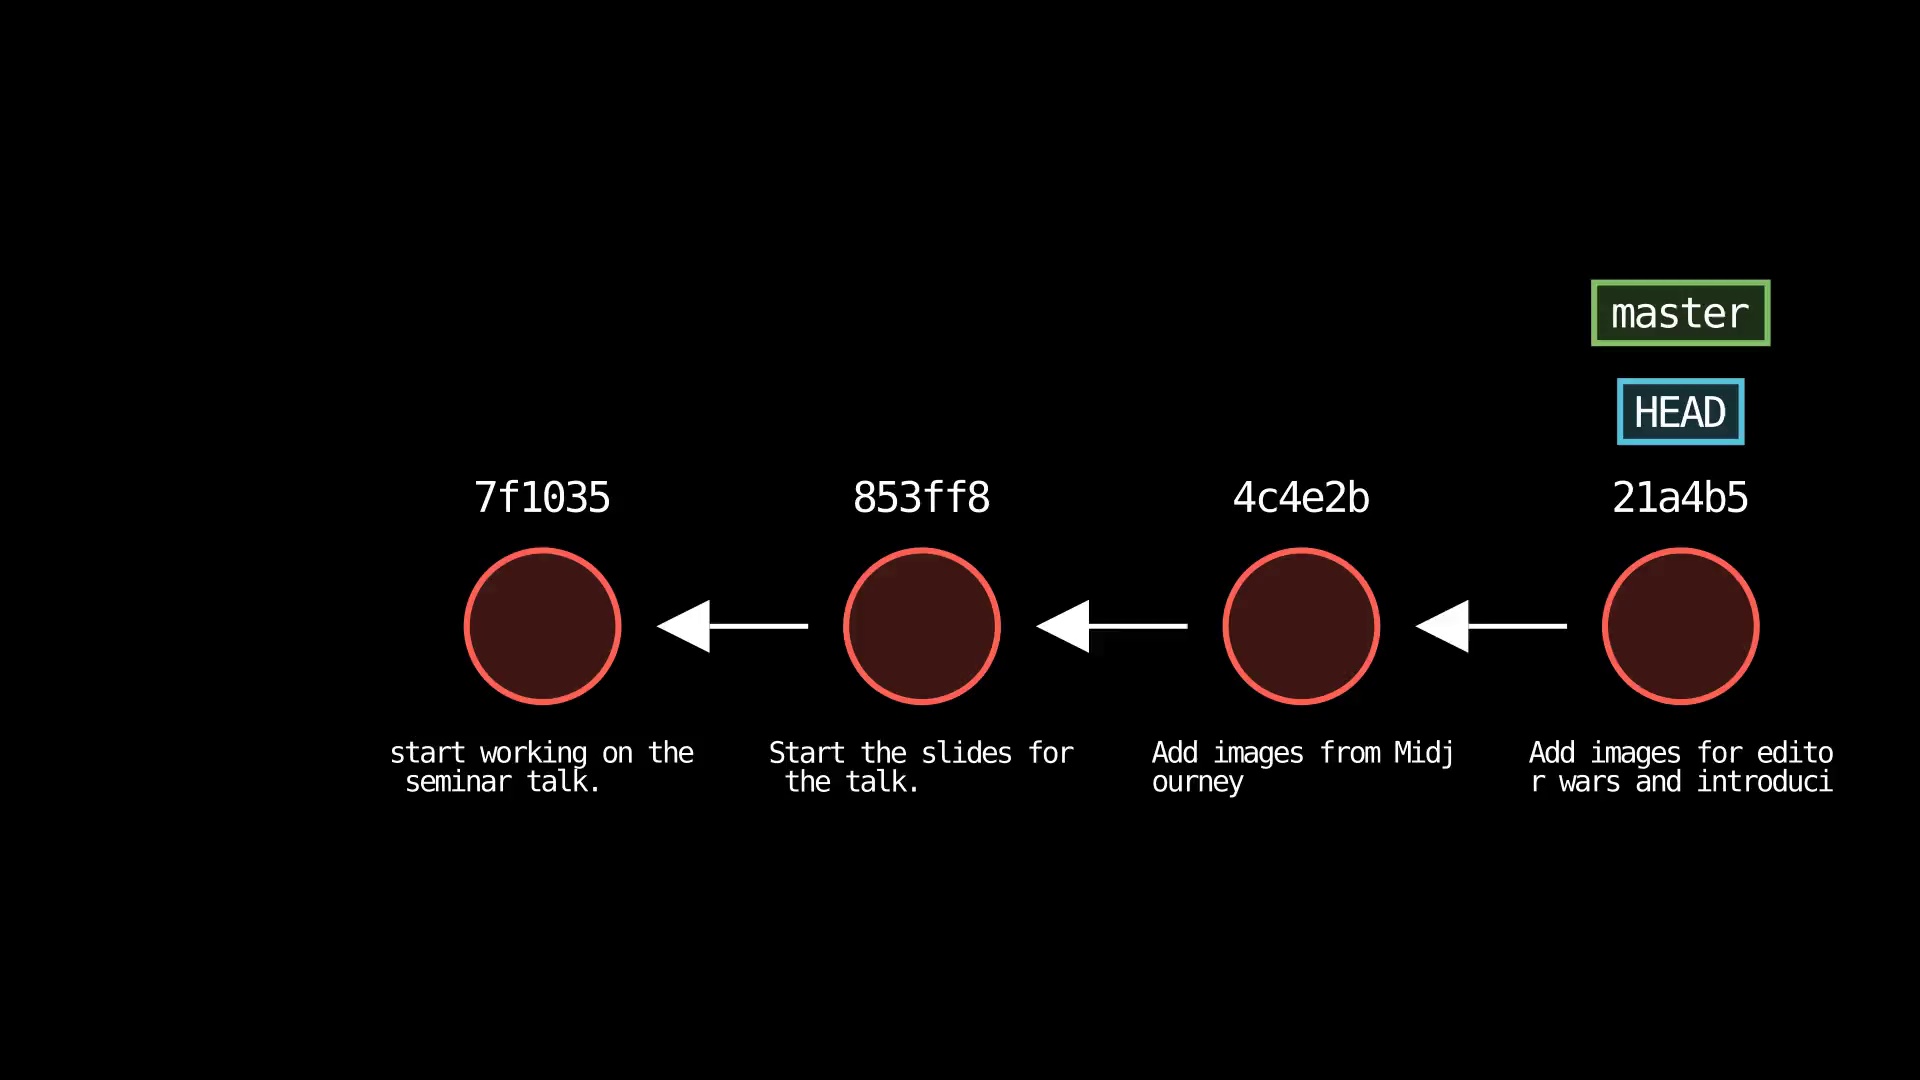 master
HEAD
7f1035
853ff8
4c4e2b
21a4b5
start working on the
seminar talk.
Start the slides for
the talk.
Add images from Midj
ourney
Add images for edito
r wars and introduci